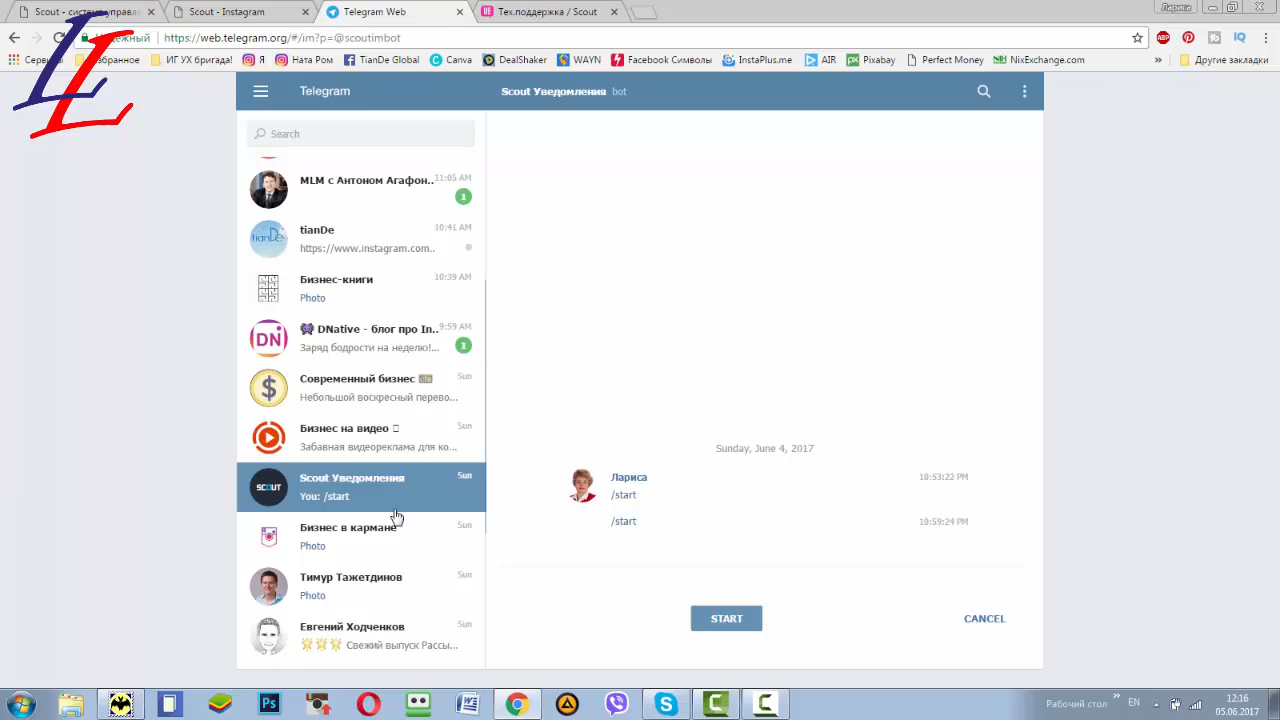 Scout - систему управле
Scout - Instagram
Telegram Web
Тех.поддержка / Scout
https://web.telegram.org/#/im?p=@scoutimbot
Я
ИГ УХ бригада!
Ната Ром
TianDe Global
Canva
DealShaker
WAYN
Facebook Символы
InstaPlus.me
AIR
Pixabay
Perfect Money
NixExchange.com
»
Другие закладки
LL
Telegram
Scout Уведомления bot
Search
MLM с Антоном Агафон..
11:05 AM
1
tianDe
10:41 AM
https://www.instagram.com..
Бизнес-книги
10:39 AM
Photo
DN
DNative - блог про In..
9:59 AM
Заряд бодрости на неделю!...
1
Современный бизнес
Sun
Небольшой воскресный перево...
Бизнес на видео
Sun
Забавная видеореклама для ко...
SCOUT
Scout Уведомления
Sun
You: /start
Бизнес в кармане
Sun
Photo
Тимур Тажетдинов
Sun
Photo
Евгений Ходченков
Sun
Свежий выпуск Рассы...
Sunday, June 4, 2017
Лариса
10:53:22 PM
/start
/start
10:59:24 PM
START
CANCEL
Рабочий стол
»
EN
12:16
05.06.2017